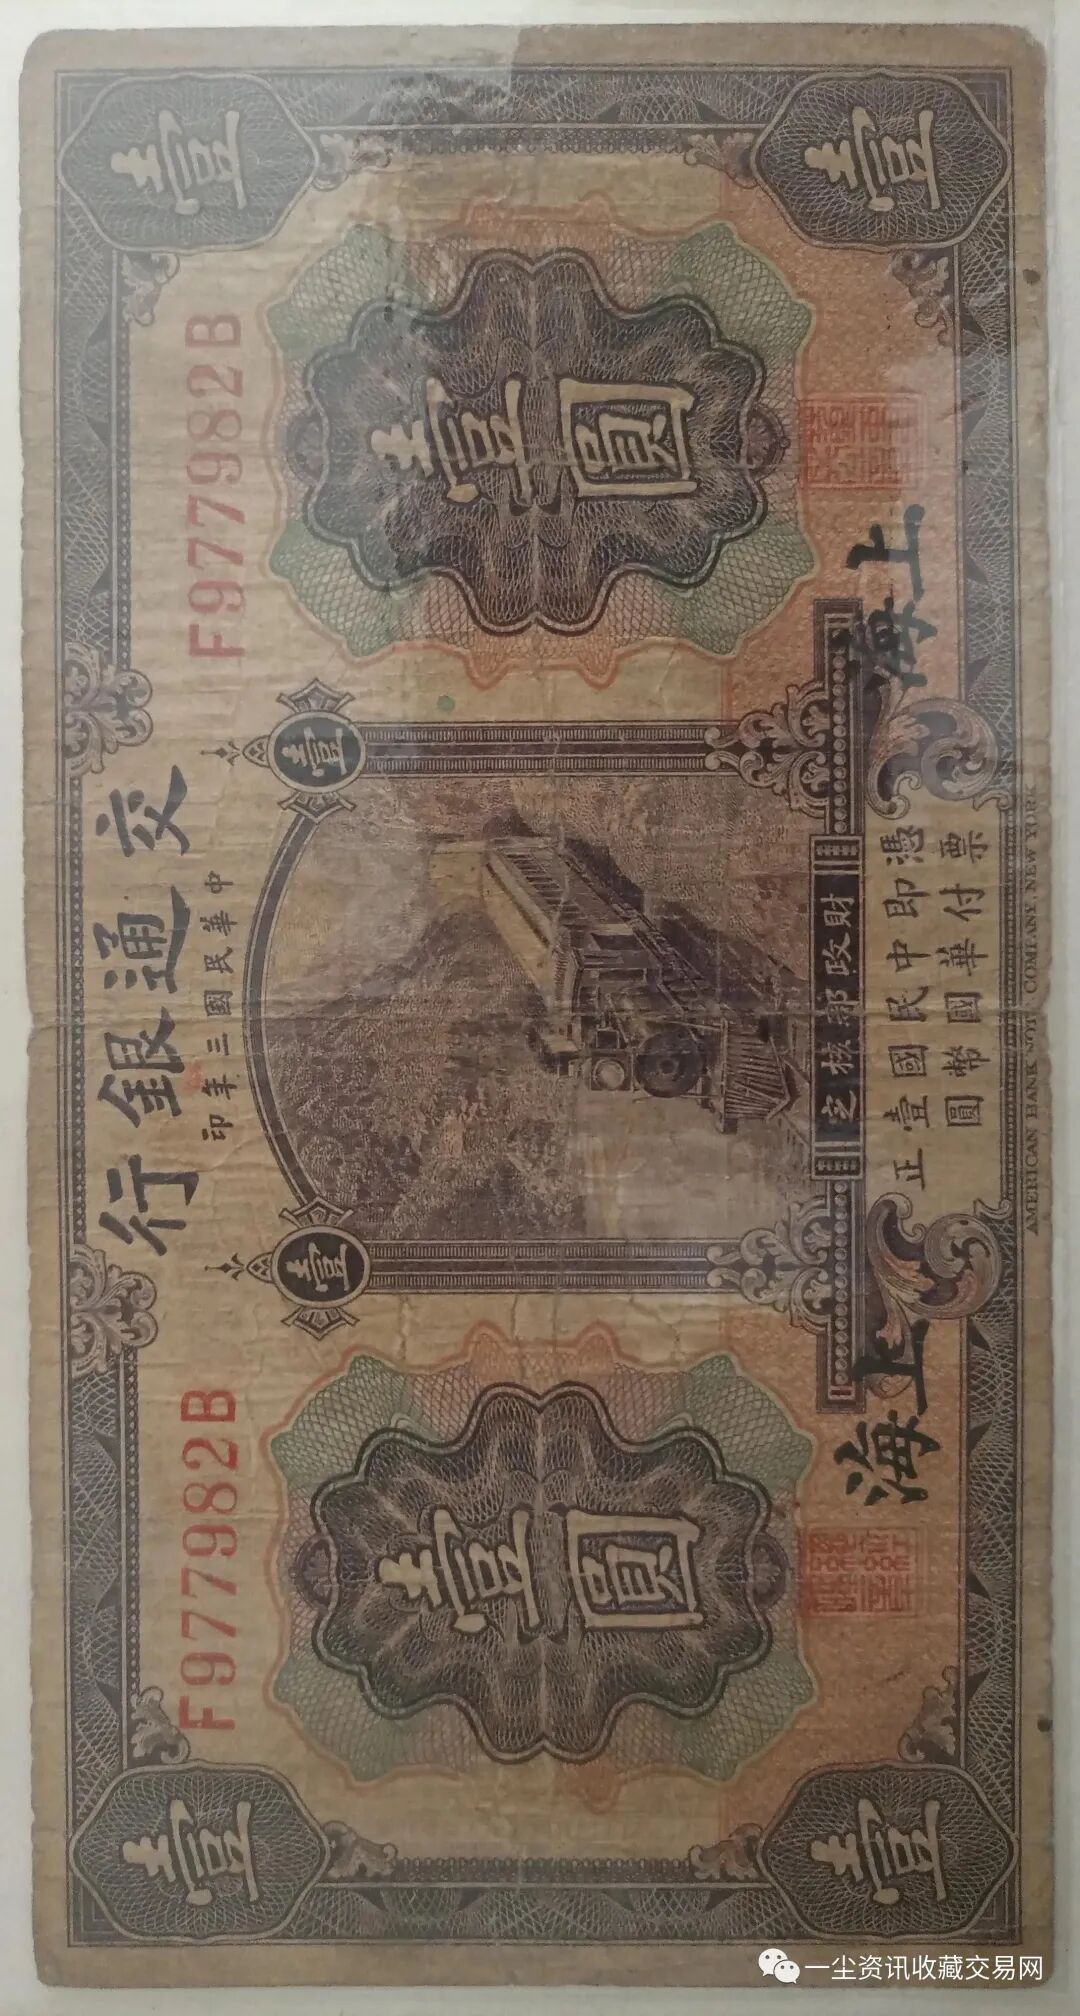 壹
壹
交通銀行
F977982B
F977982B
中華民國三年印
壹
壹
壹圓
壹圓
財政部核定
上海
上海
憑票
即付
中華
民國
國幣
壹圓
正
壹
壹
AMERICAN BANK NOTE COMPANY, NEW YORK
一尘资讯收藏交易网